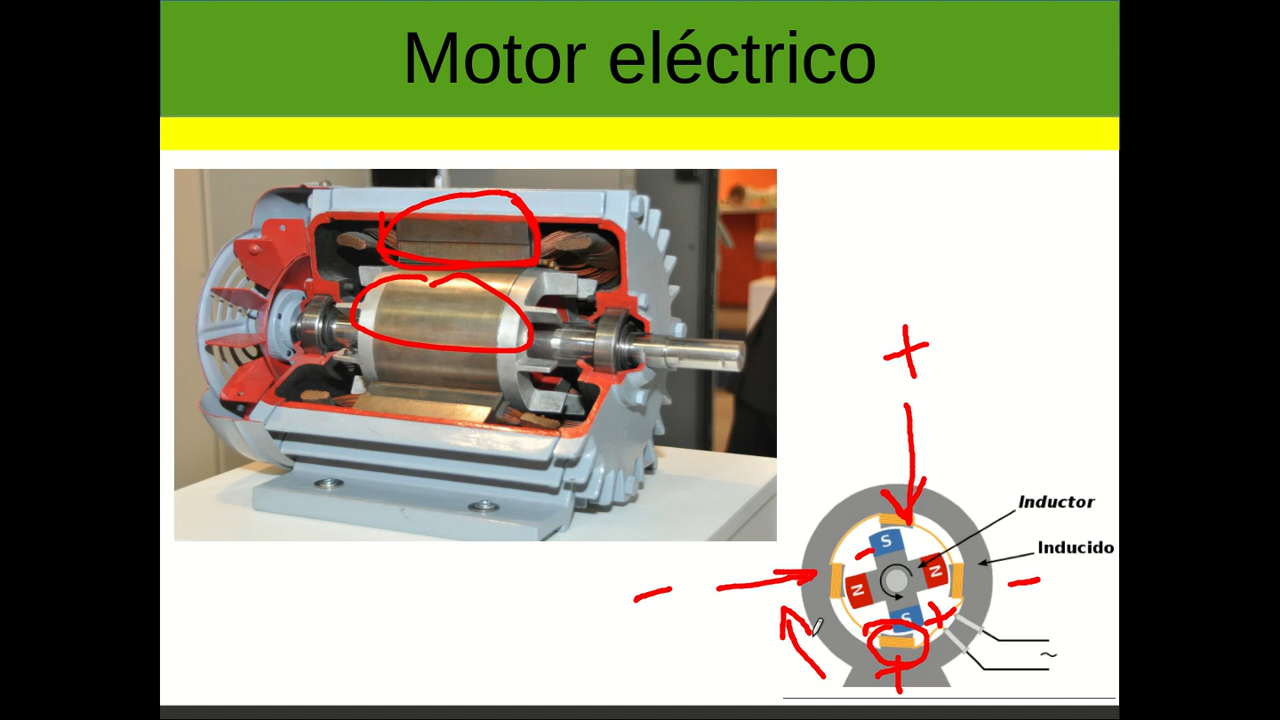 Motor eléctrico
+
Inductor
Inducido
S
N
N
S
-
-
-
+
+
~